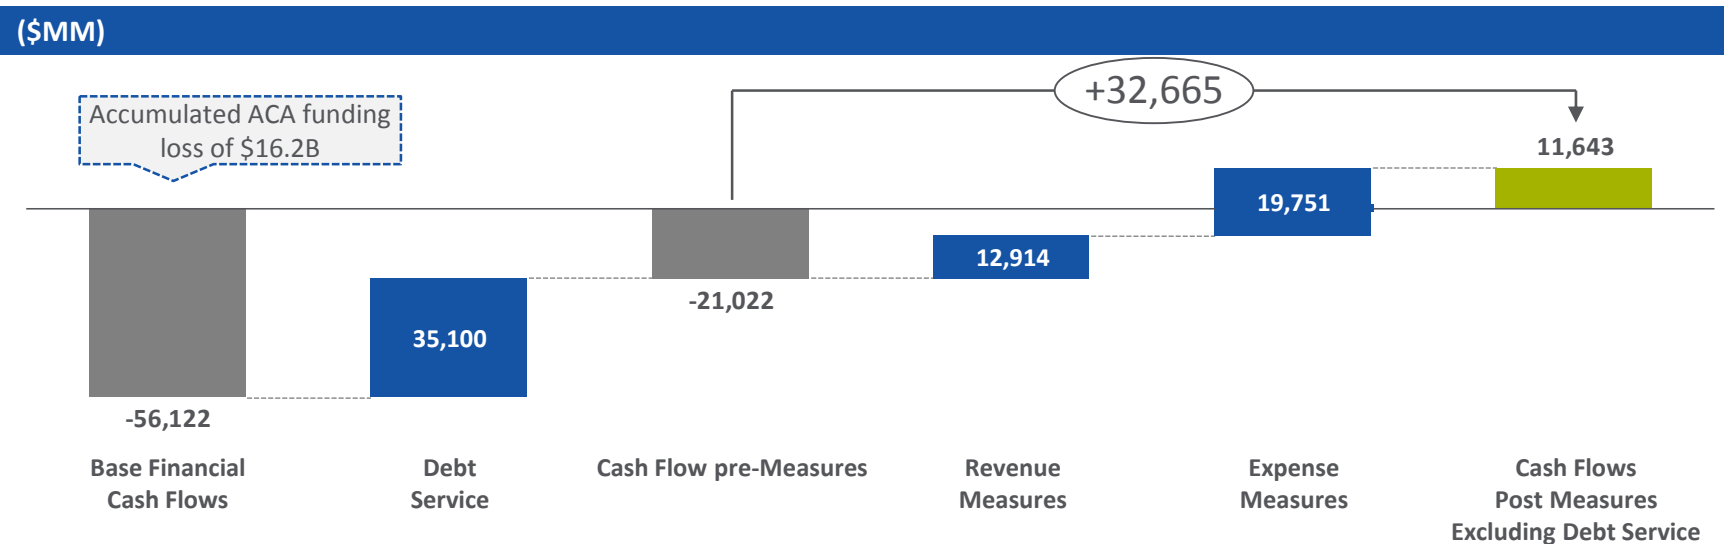 ($MM)
Accumulated ACA funding
loss of $16.2B
+32,665
11,643
19,751
12,914
-21,022
35,100
-56,122
Base Financial
Cash Flows
Debt
Service
Cash Flow pre-Measures
Revenue
Measures
Expense
Measures
Cash Flows
Post Measures
Excluding Debt Service